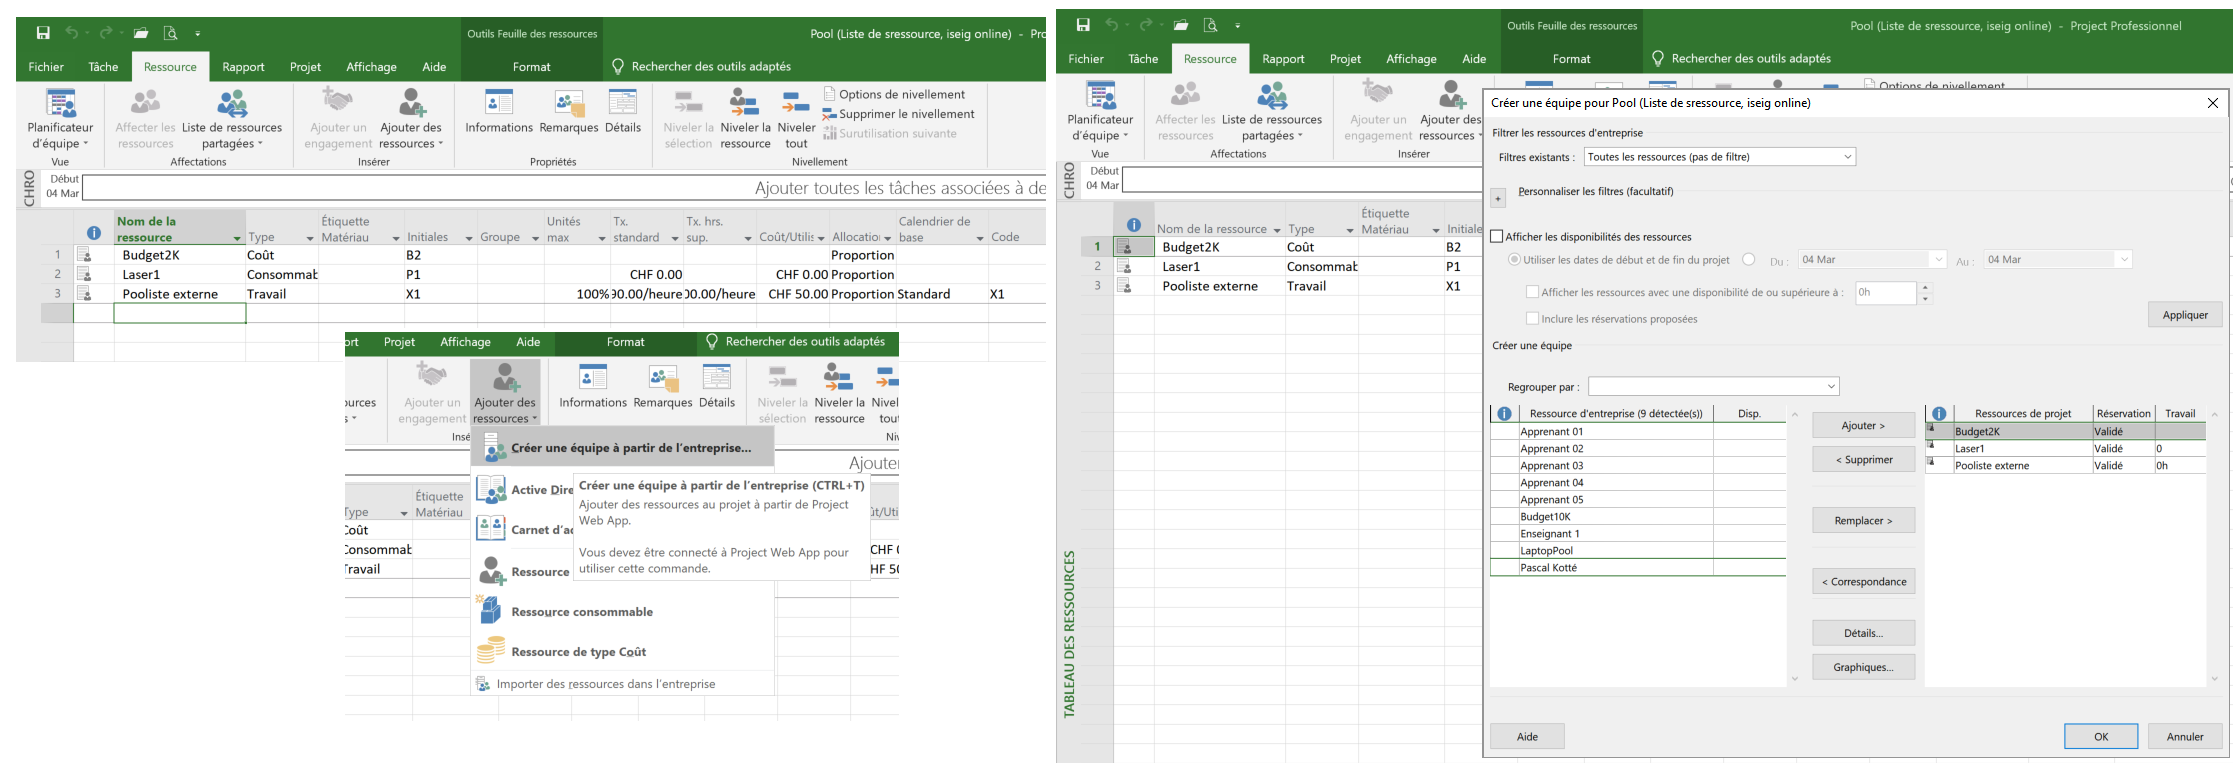 Outils Feuille des ressources
Pool (Liste de sressource, iseig online) - Pro
Fichier Tâche Ressource Rapport Projet Affichage Aide Format Rechercher des outils adaptés
Planificateur d'équipe
Affecter les ressources
Liste de ressources partagées
Ajouter un engagement
Ajouter des ressources
Informations Remarques Détails
Niveler la sélection
Niveler la ressource
Niveler tout
Options de nivellement
Supprimer le nivellement
Surutilisation suivante
Vue Affectations Insérer Propriétés Nivellement
CHRO
Début
04 Mar
Ajouter toutes les tâches associées à de
Nom de la ressource Type Étiquette Matériau Initiales Groupe Unités max Tx. standard Tx. hrs. sup. Coût/Utilis Allocation Calendrier de base Code
1 Budget2K Coût B2 Proportion
2 Laser1 Consommab P1 CHF 0.00 CHF 0.00 Proportion
3 Pooliste externe Travail X1 100% 90.00/heure 00.00/heure CHF 50.00 Proportion Standard X1
ort Projet Affichage Aide Format Rechercher des outils adaptés
ources
Ajouter un engagement
Ajouter des ressources
Informations Remarques Détails
Niveler la sélection
Niveler la ressource
Nivel
tou
Insé
Niv
Ajouter
Créer une équipe à partir de l'entreprise...
Active Dire
Carnet d'ac
Ressource
Ressource consommable
Ressource de type Coût
Importer des ressources dans l'entreprise
Créer une équipe à partir de l'entreprise (CTRL+T)
Ajouter des ressources au projet à partir de Project
Web App.
Vous devez être connecté à Project Web App pour
utiliser cette commande.
Type Étiquette Matériau ût/Uti
Coût
Consommab CHF
Travail HF 50
Outils Feuille des ressources
Pool (Liste de sressource, iseig online) - Project Professionnel
Fichier Tâche Ressource Rapport Projet Affichage Aide Format Rechercher des outils adaptés
Planificateur d'équipe
Affecter les ressources
Liste de ressources partagées
Ajouter un engagement
Ajouter des ressources
Options de nivellement
Vue Affectations Insérer
CHRO
Début
04 Mar
Nom de la ressource Type Étiquette Matériau Initiale
1 Budget2K Coût B2
2 Laser1 Consommab P1
3 Pooliste externe Travail X1
TABLEAU DES RESSOURCES
Créer une équipe pour Pool (Liste de sressource, iseig online)
Filtrer les ressources d'entreprise
Filtres existants : Toutes les ressources (pas de filtre)
+ Personnaliser les filtres (facultatif)
Afficher les disponibilités des ressources
Utiliser les dates de début et de fin du projet Du : 04 Mar Au : 04 Mar
Afficher les ressources avec une disponibilité de ou supérieure à : 0h
Inclure les réservations proposées
Appliquer
Créer une équipe
Regrouper par :
Ressource d'entreprise (9 détectée(s)) Disp.
Apprenant 01
Apprenant 02
Apprenant 03
Apprenant 04
Apprenant 05
Budget10K
Enseignant 1
LaptopPool
Pascal Kotté
Ajouter >
< Supprimer
Remplacer >
< Correspondance
Détails...
Graphiques...
Ressources de projet Réservation Travail
Budget2K Validé
Laser1 Validé 0
Pooliste externe Validé 0h
Aide OK Annuler